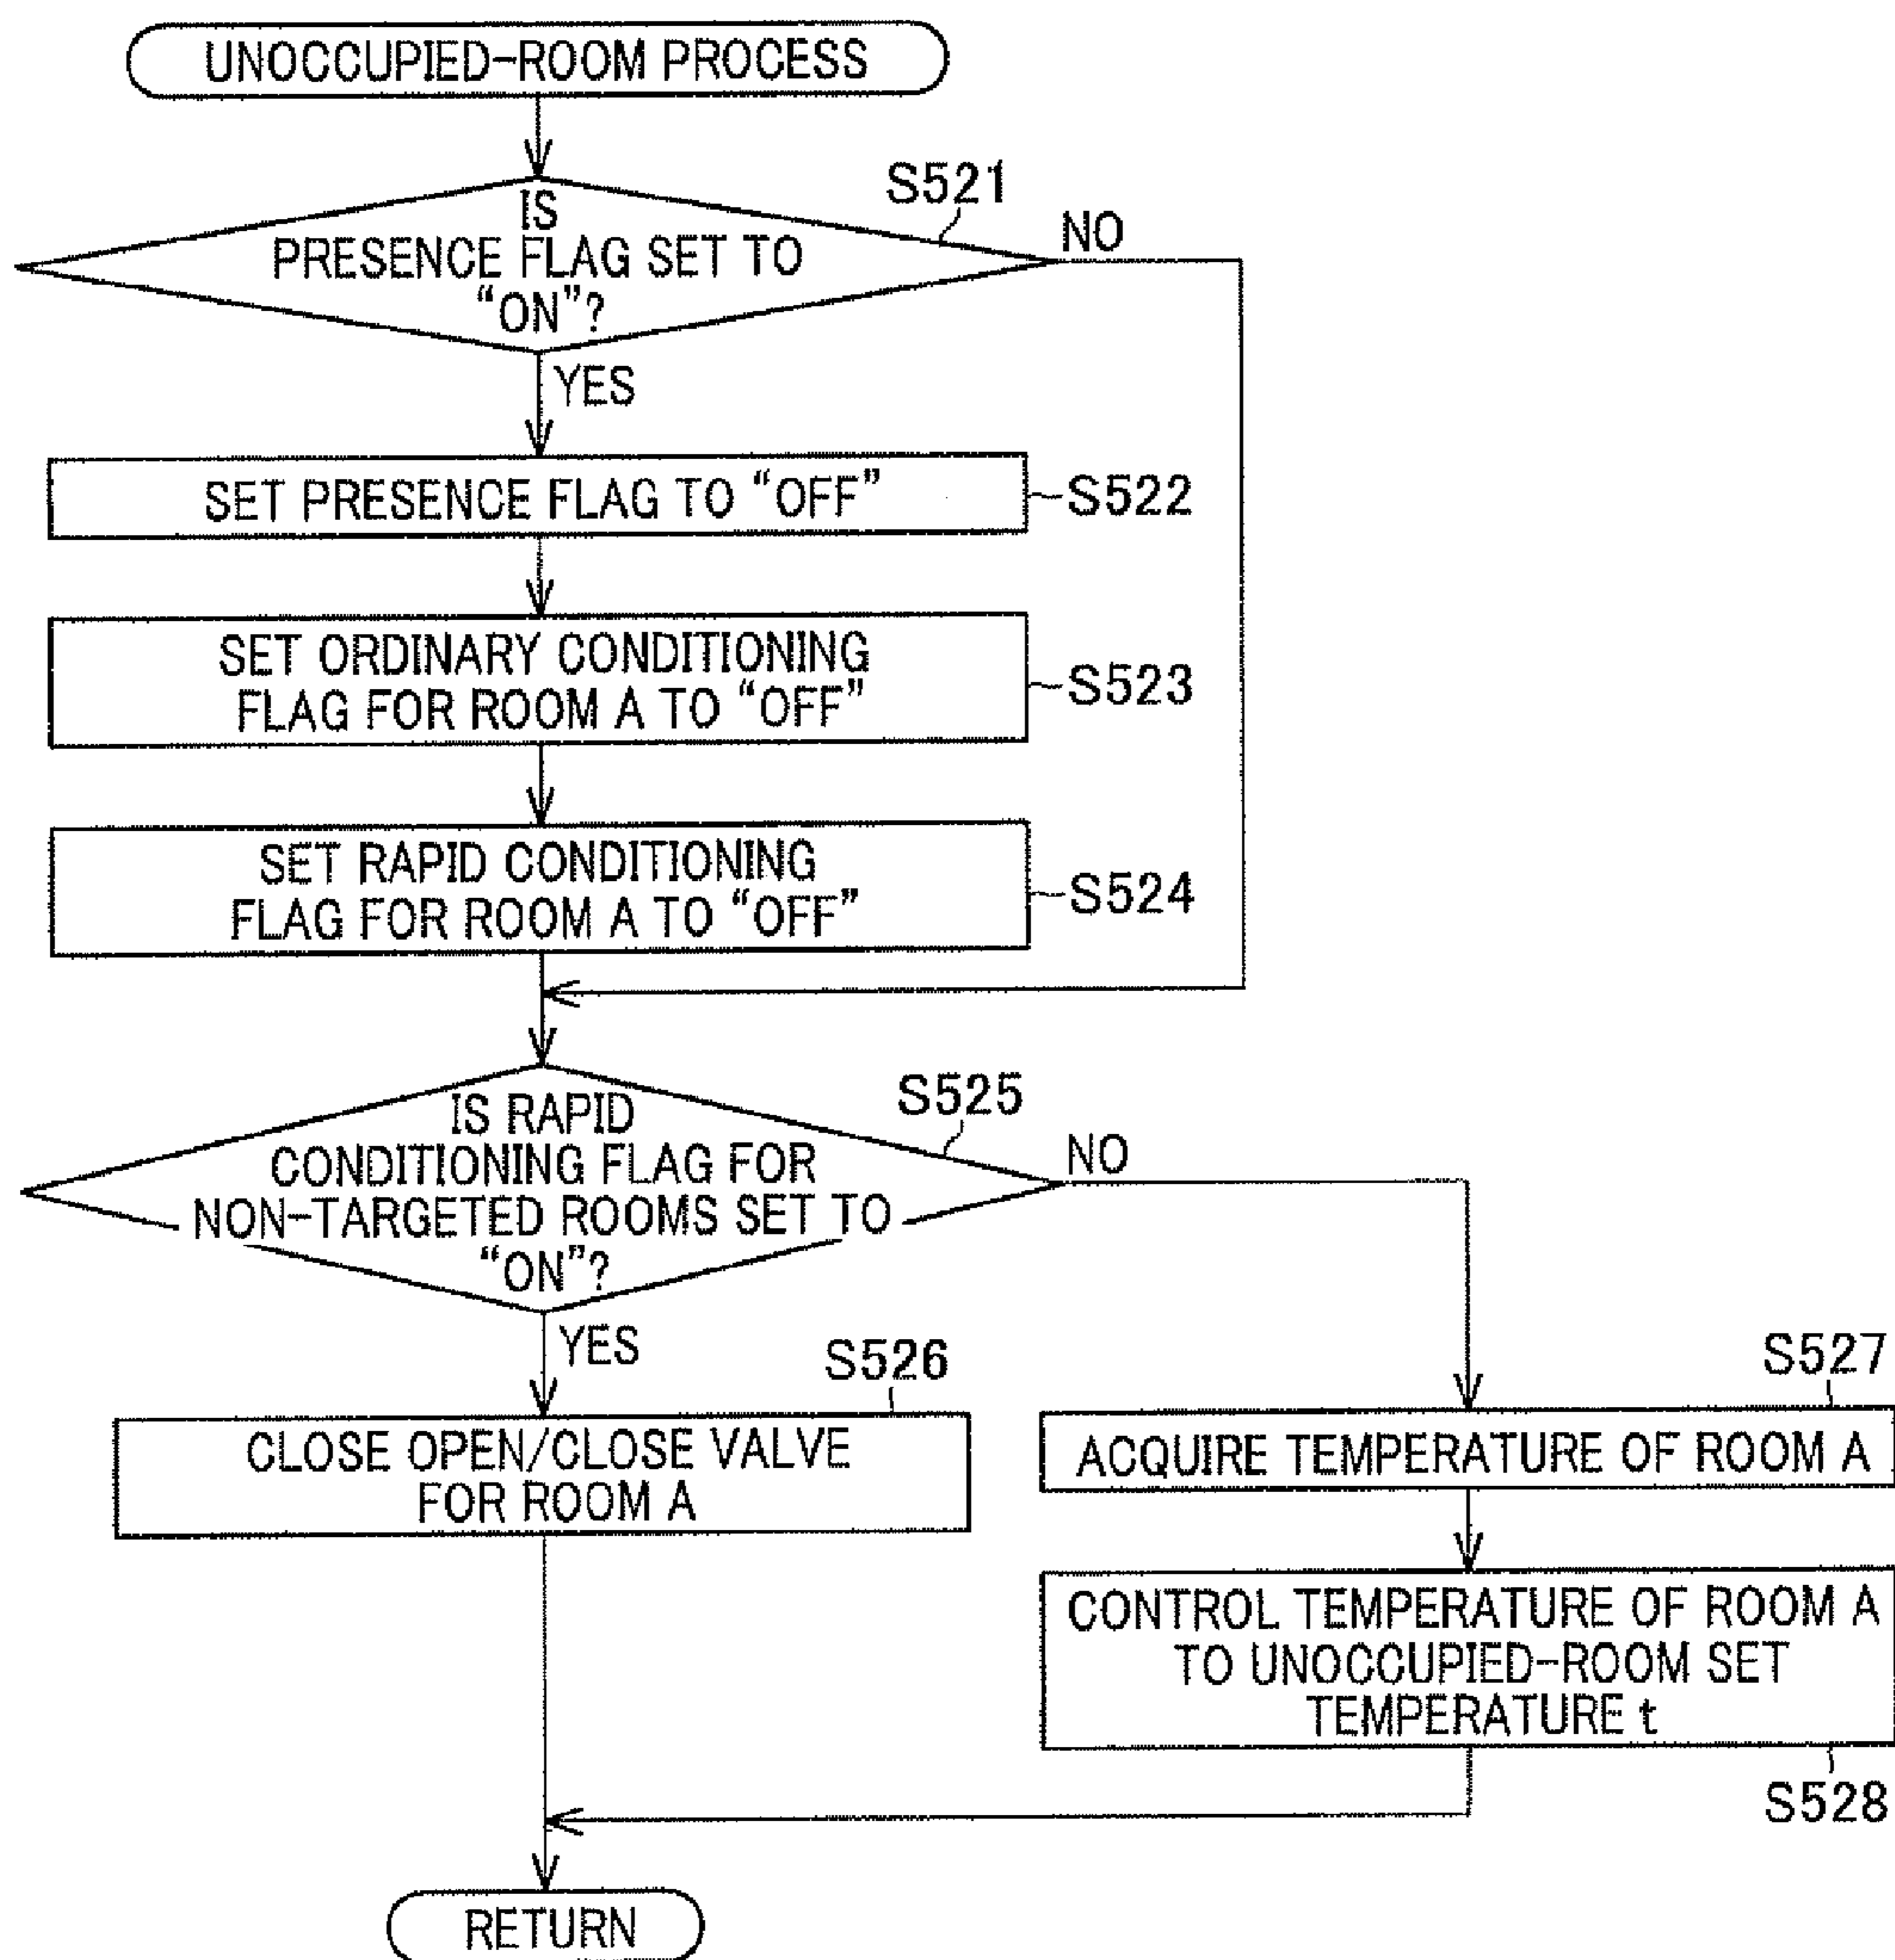 UNOCCUPIED-ROOM PROCESS
S521
IS
PRESENCE FLAG SET TO
“ON”?
NO
YES
SET PRESENCE FLAG TO “OFF”
S522
SET ORDINARY CONDITIONING
FLAG FOR ROOM A TO “OFF”
S523
SET RAPID CONDITIONING
FLAG FOR ROOM A TO “OFF”
S524
S525
IS RAPID
CONDITIONING FLAG FOR
NON-TARGETED ROOMS SET TO
“ON”?
NO
YES
S526
CLOSE OPEN/CLOSE VALVE
FOR ROOM A
S527
ACQUIRE TEMPERATURE OF ROOM A
CONTROL TEMPERATURE OF ROOM A
TO UNOCCUPIED-ROOM SET
TEMPERATURE t
S528
RETURN